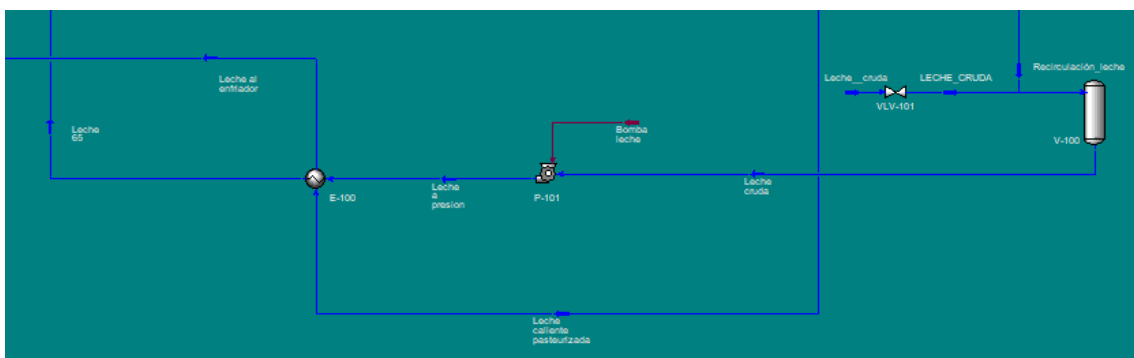 Recirculación_leche
Leche__cruda
LECHE_CRUDA
Leche al
enfriador
VLV-101
Leche
65
Bomba
leche
V-100
Leche
a
presion
Leche
cruda
E-100
P-101
Leche
caliente
pasteurizada